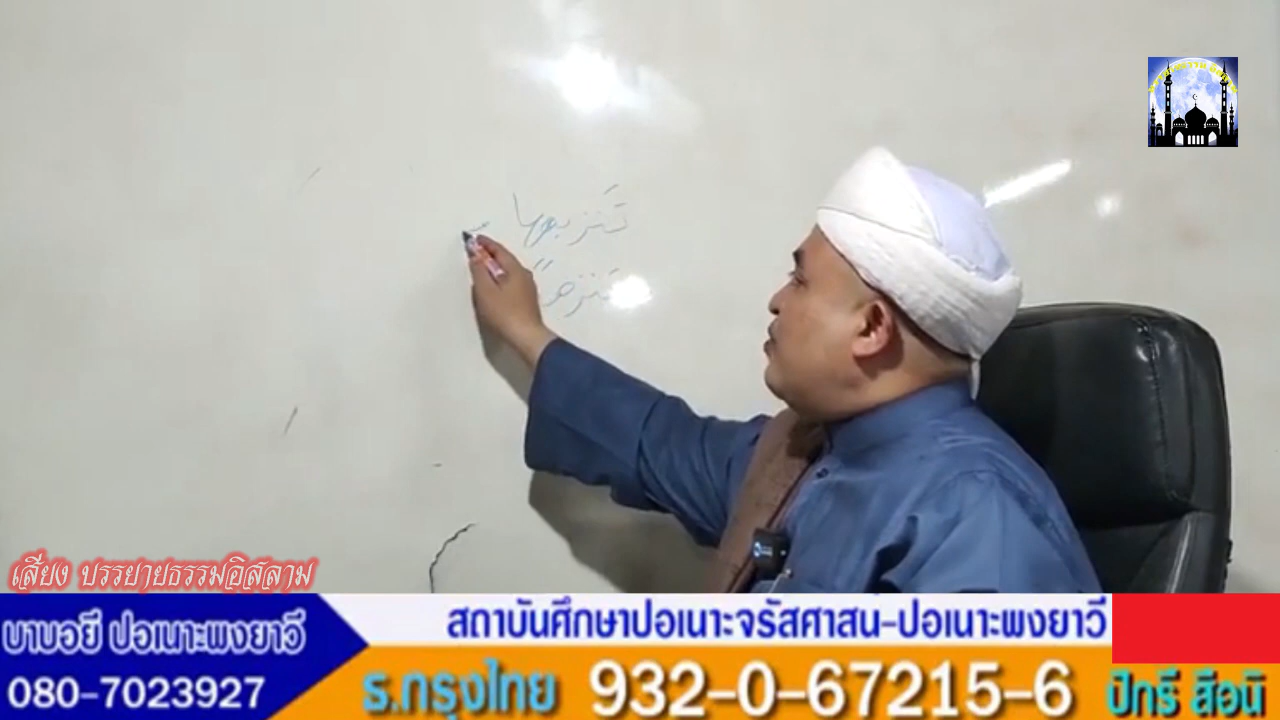 تنزيها
เสียง บรรยายธรรมอิสลาม
บาบอยี ปอเนาะพงยาวี
สถาบันศึกษาปอเนาะจรัสศาสน-ปอเนาะพงยาวี
080-7023927
ธ.กรุงไทย 932-0-67215-6 ปัทรี สือนิ